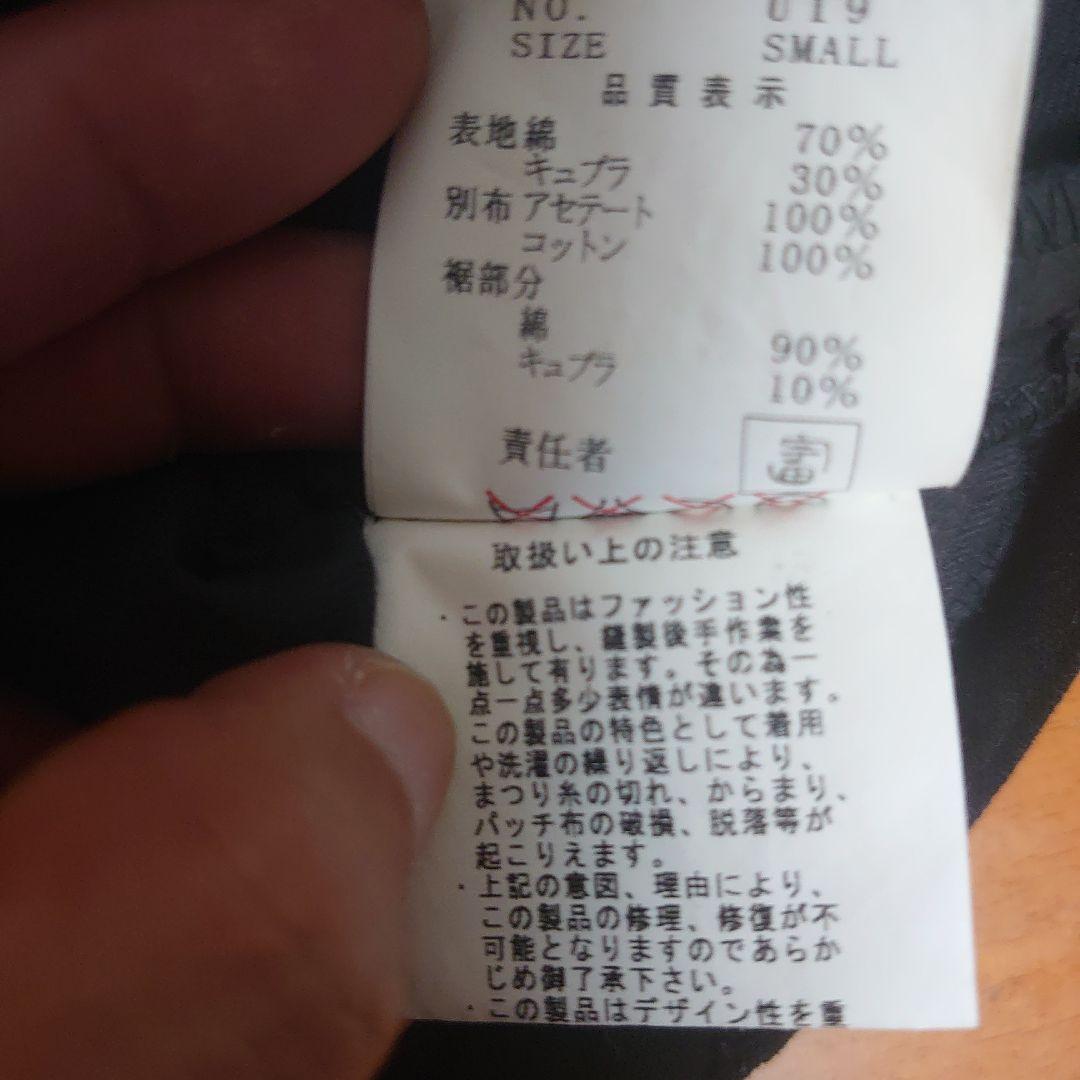 NO. U19
SIZE SMALL
品質表示
表地 綿 70%
キュプラ 30%
別布 アセテート 100%
コットン 100%
裾部分
綿 90%
キュプラ 10%
責任者
取扱い上の注意
・この製品はファッション性
を重視し、縫製後手作業を
施して有ります。その為一
点一点多少表情が違います。
この製品の特色として着用
や洗濯の繰り返しにより、
まつり糸の切れ、からまり、
パッチ布の破損、脱落等が
起こりえます。
・上記の意図、理由により、
この製品の修理、修復が不
可能となりますのであらか
じめ御了承下さい。
・この製品はデザイン性を重